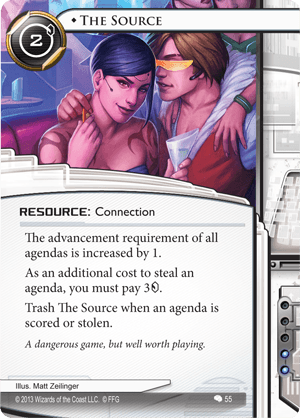 The Source
2
RESOURCE: Connection
The advancement requirement of all
agendas is increased by 1.
As an additional cost to steal an
agenda, you must pay 3.
Trash The Source when an agenda is
scored or stolen.
A dangerous game, but well worth playing.
Illus. Matt Zeilinger
© 2013 Wizards of the Coast LLC. © FFG
55